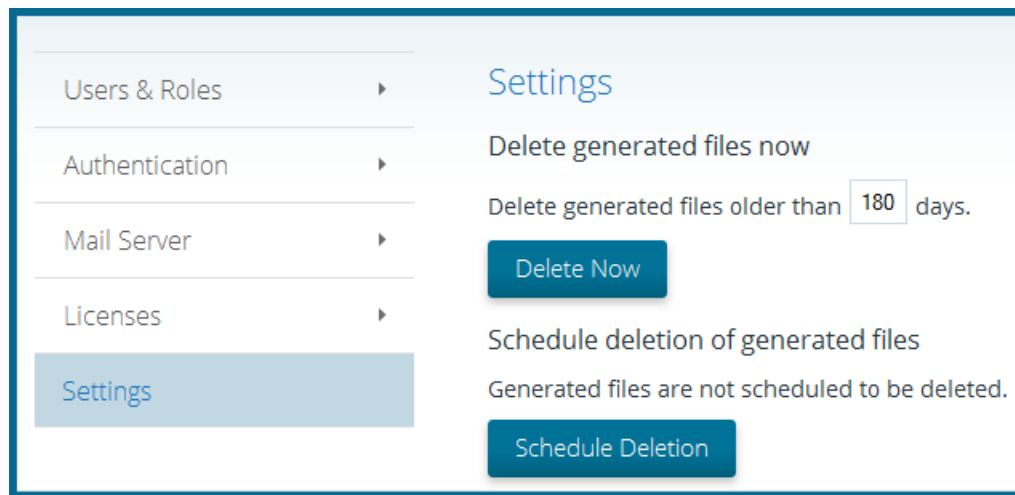 Users & Roles
Authentication
Mail Server
Licenses
Settings
Settings
Delete generated files now
Delete generated files older than 180 days.
Delete Now
Schedule deletion of generated files
Generated files are not scheduled to be deleted.
Schedule Deletion